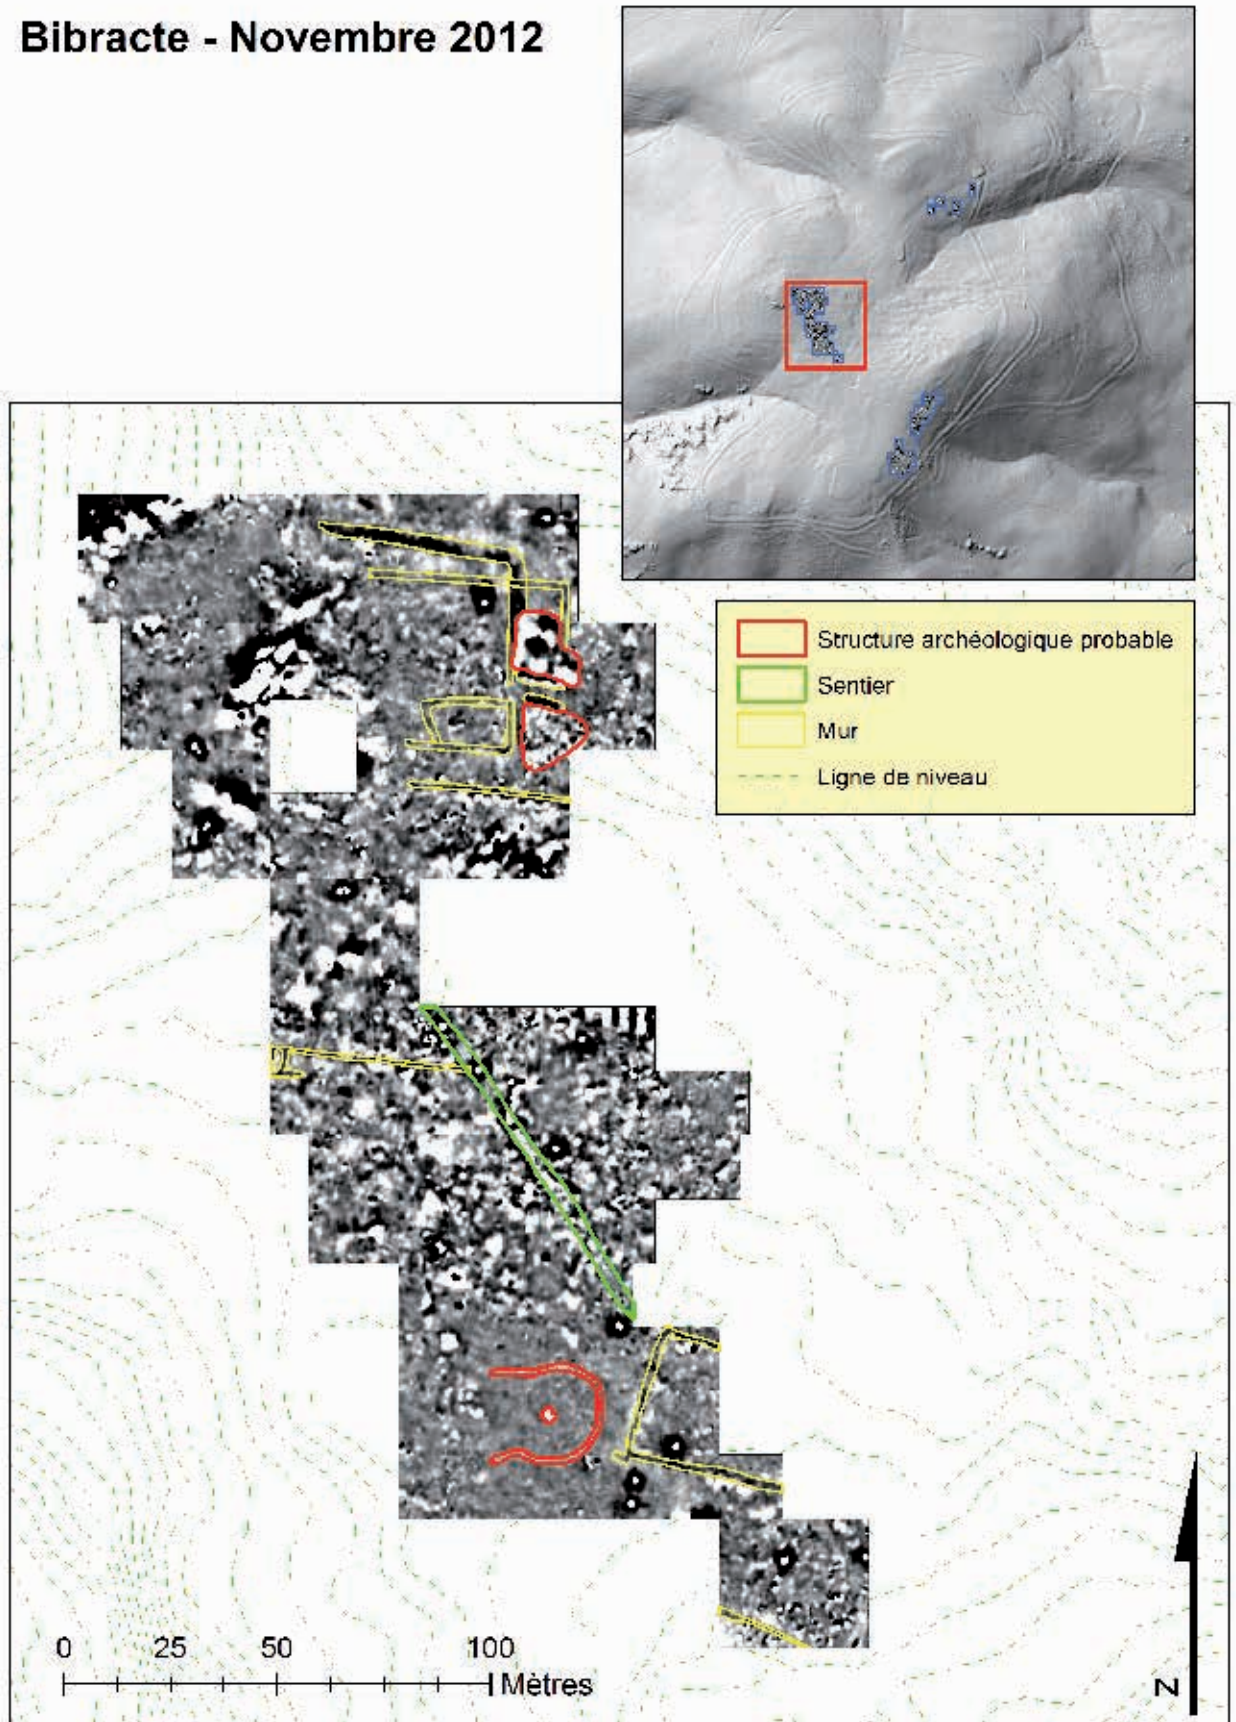 Bibracte - Novembre 2012
Structure archéologique probable
Sentier
Mur
Ligne de niveau
0 25 50 100
Mètres
N